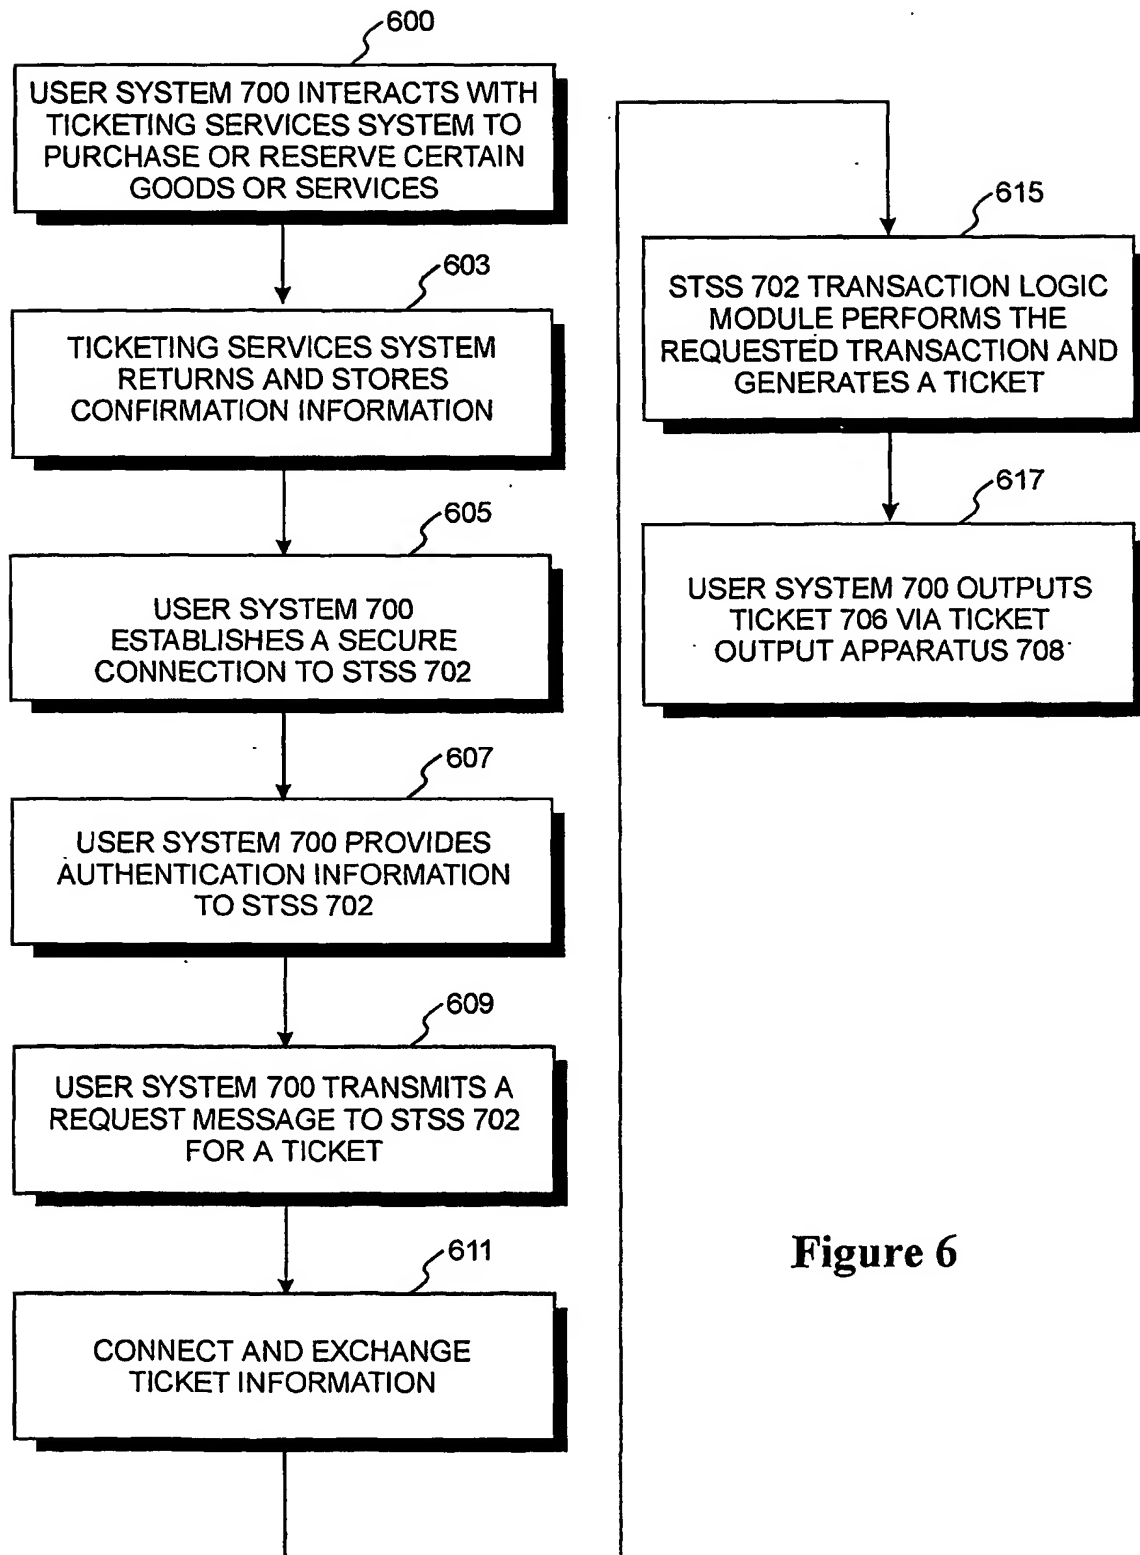 600
USER SYSTEM 700 INTERACTS WITH
TICKETING SERVICES SYSTEM TO
PURCHASE OR RESERVE CERTAIN
GOODS OR SERVICES
603
TICKETING SERVICES SYSTEM
RETURNS AND STORES
CONFIRMATION INFORMATION
605
USER SYSTEM 700
ESTABLISHES A SECURE
CONNECTION TO STSS 702
607
USER SYSTEM 700 PROVIDES
AUTHENTICATION INFORMATION
TO STSS 702
609
USER SYSTEM 700 TRANSMITS A
REQUEST MESSAGE TO STSS 702
FOR A TICKET
611
CONNECT AND EXCHANGE
TICKET INFORMATION
615
STSS 702 TRANSACTION LOGIC
MODULE PERFORMS THE
REQUESTED TRANSACTION AND
GENERATES A TICKET
617
USER SYSTEM 700 OUTPUTS
TICKET 706 VIA TICKET
OUTPUT APPARATUS 708
Figure 6